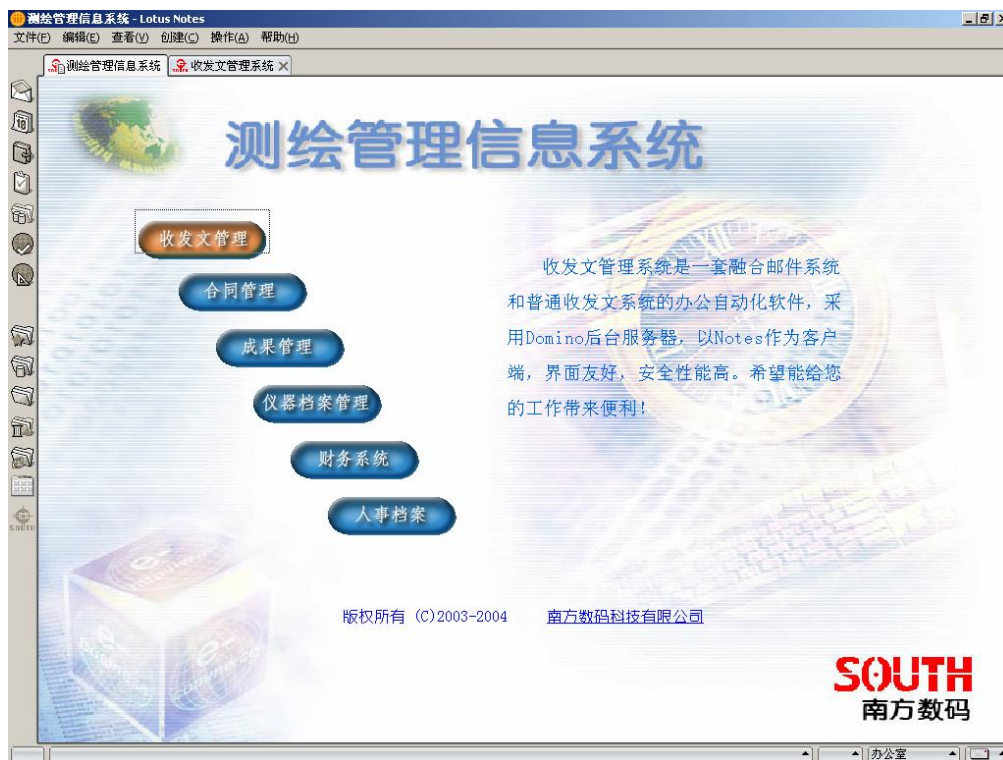 测绘管理信息系统 - Lotus Notes
文件(F) 编辑(E) 查看(V) 创建(C) 操作(A) 帮助(H)
测绘管理信息系统 收发文管理系统
测绘管理信息系统
收发文管理
合同管理
成果管理
仪器档案管理
财务系统
人事档案
收发文管理系统是一套融合邮件系统
和普通收发文系统的办公自动化软件，采
用Domino后台服务器，以Notes作为客户
端，界面友好，安全性能高。希望能给您
的工作带来便利！
版权所有 (C)2003-2004 南方数码科技有限公司
SOUTH
南方数码
SOUTH
办公室